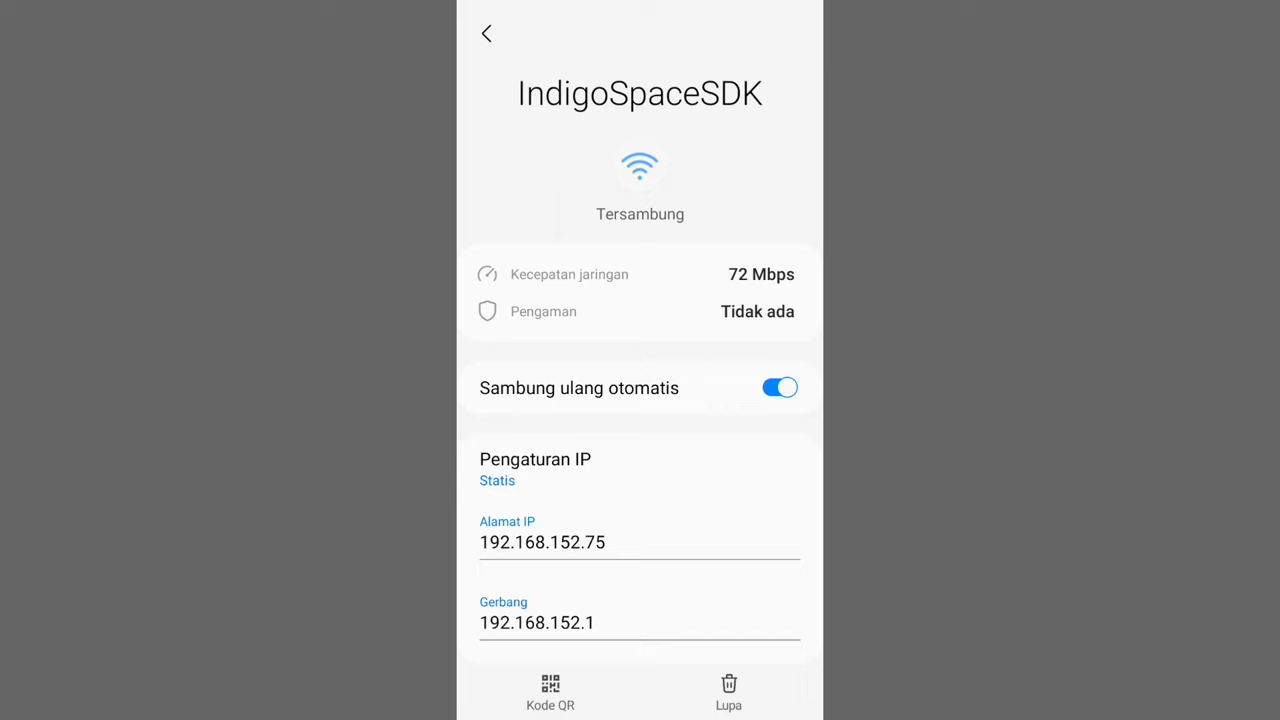 IndigoSpaceSDK
Tersambung
Kecepatan jaringan 72 Mbps
Pengaman Tidak ada
Sambung ulang otomatis
Pengaturan IP
Statis
Alamat IP
192.168.152.75
Gerbang
192.168.152.1
Kode QR Lupa